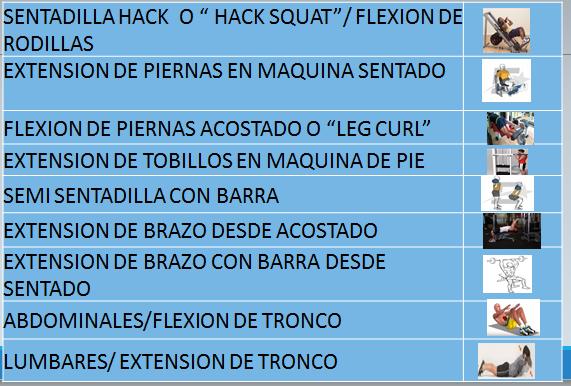 SENTADILLA HACK O “ HACK SQUAT”/ FLEXION DE
RODILLAS
EXTENSION DE PIERNAS EN MAQUINA SENTADO
FLEXION DE PIERNAS ACOSTADO O “LEG CURL”
EXTENSION DE TOBILLOS EN MAQUINA DE PIE
SEMI SENTADILLA CON BARRA
EXTENSION DE BRAZO DESDE ACOSTADO
EXTENSION DE BRAZO CON BARRA DESDE
SENTADO
ABDOMINALES/FLEXION DE TRONCO
LUMBARES/ EXTENSION DE TRONCO